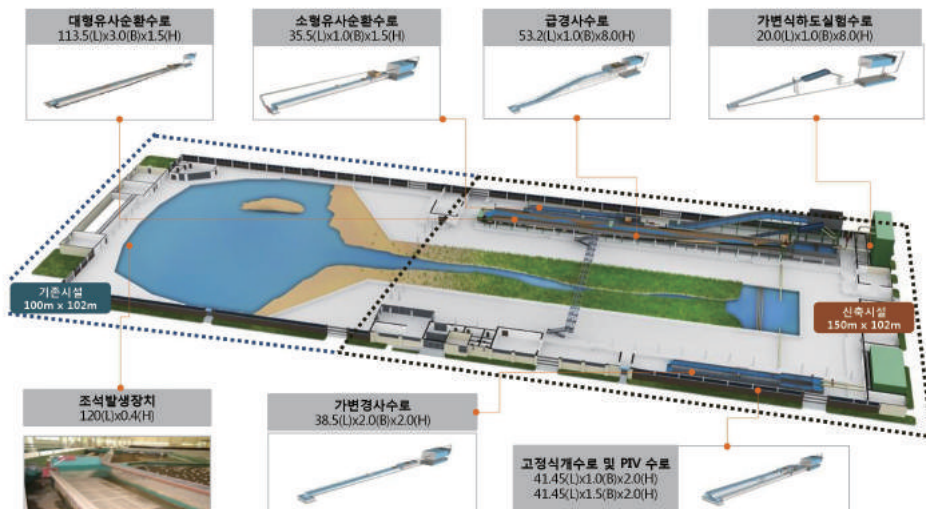 대형유사순환수로
113.5(L)x3.0(B)x1.5(H)
소형유사순환수로
35.5(L)x1.0(B)x1.5(H)
급경사수로
53.2(L)x1.0(B)x8.0(H)
가변식하도실험수로
20.0(L)x1.0(B)x8.0(H)
기존시설
100m x 102m
신축시설
150m x 102m
조석발생장치
120(L)x0.4(H)
가변경사수로
38.5(L)x2.0(B)x2.0(H)
고정식개수로 및 PIV 수로
41.45(L)x1.0(B)x2.0(H)
41.45(L)x1.5(B)x2.0(H)